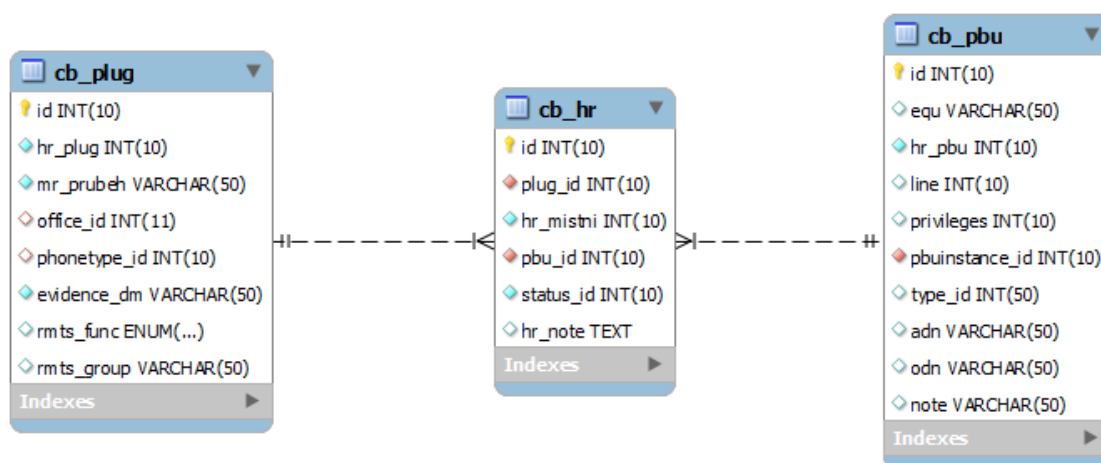 cb_plug
id INT(10)
hr_plug INT(10)
mr_prubeh VARCHAR(50)
office_id INT(11)
phonetype_id INT(10)
evidence_dm VARCHAR(50)
rmts_func ENUM(...)
rmts_group VARCHAR(50)
Indexes
cb_hr
id INT(10)
plug_id INT(10)
hr_mistni INT(10)
pbu_id INT(10)
status_id INT(10)
hr_note TEXT
Indexes
cb_pbu
id INT(10)
equ VARCHAR(50)
hr_pbu INT(10)
line INT(10)
privileges INT(10)
pbuinstance_id INT(10)
type_id INT(50)
adn VARCHAR(50)
odn VARCHAR(50)
note VARCHAR(50)
Indexes